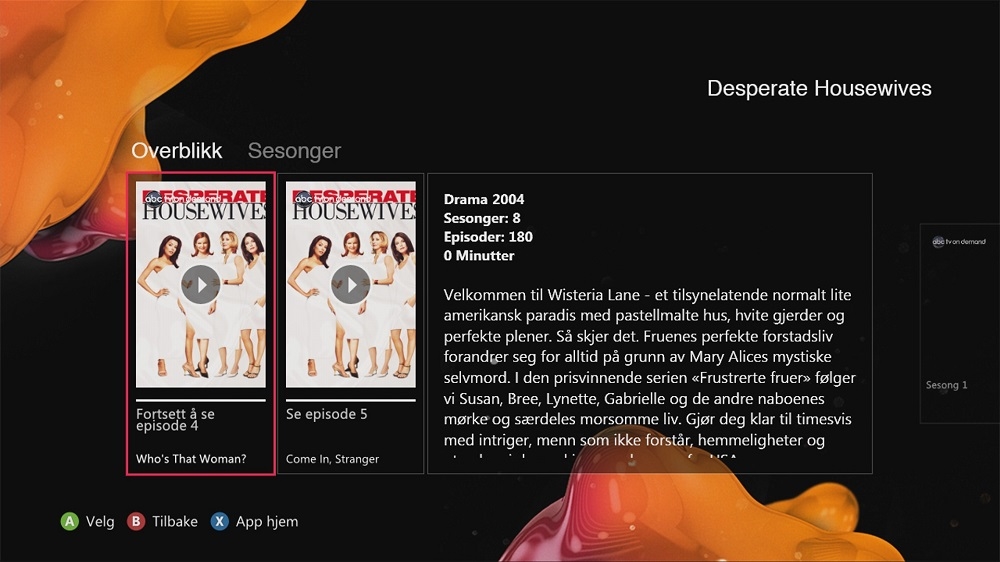 Desperate Housewives
Overblikk Sesonger
DESPERATE
abc tv on demand
HOUSEWIVES
Fortsett å se
episode 4
Who's That Woman?
DESPERATE
abc tv on demand
HOUSEWIVES
Se episode 5
Come In, Stranger
Drama 2004
Sesonger: 8
Episoder: 180
0 Minutter
Velkommen til Wisteria Lane - et tilsynelatende normalt lite
amerikansk paradis med pastellmalte hus, hvite gjerder og
perfekte plener. Så skjer det. Fruenes perfekte forstadsliv
forandrer seg for alltid på grunn av Mary Alices mystiske
selvmord. I den prisvinnende serien «Frustrerte fruer» følger
vi Susan, Bree, Lynette, Gabrielle og de andre naboenes
mørke og særdeles morsomme liv. Gjør deg klar til timesvis
med intriger, menn som ikke forstår, hemmeligheter og
USA
abc tv on demand
Sesong 1
A Velg B Tilbake X App hjem